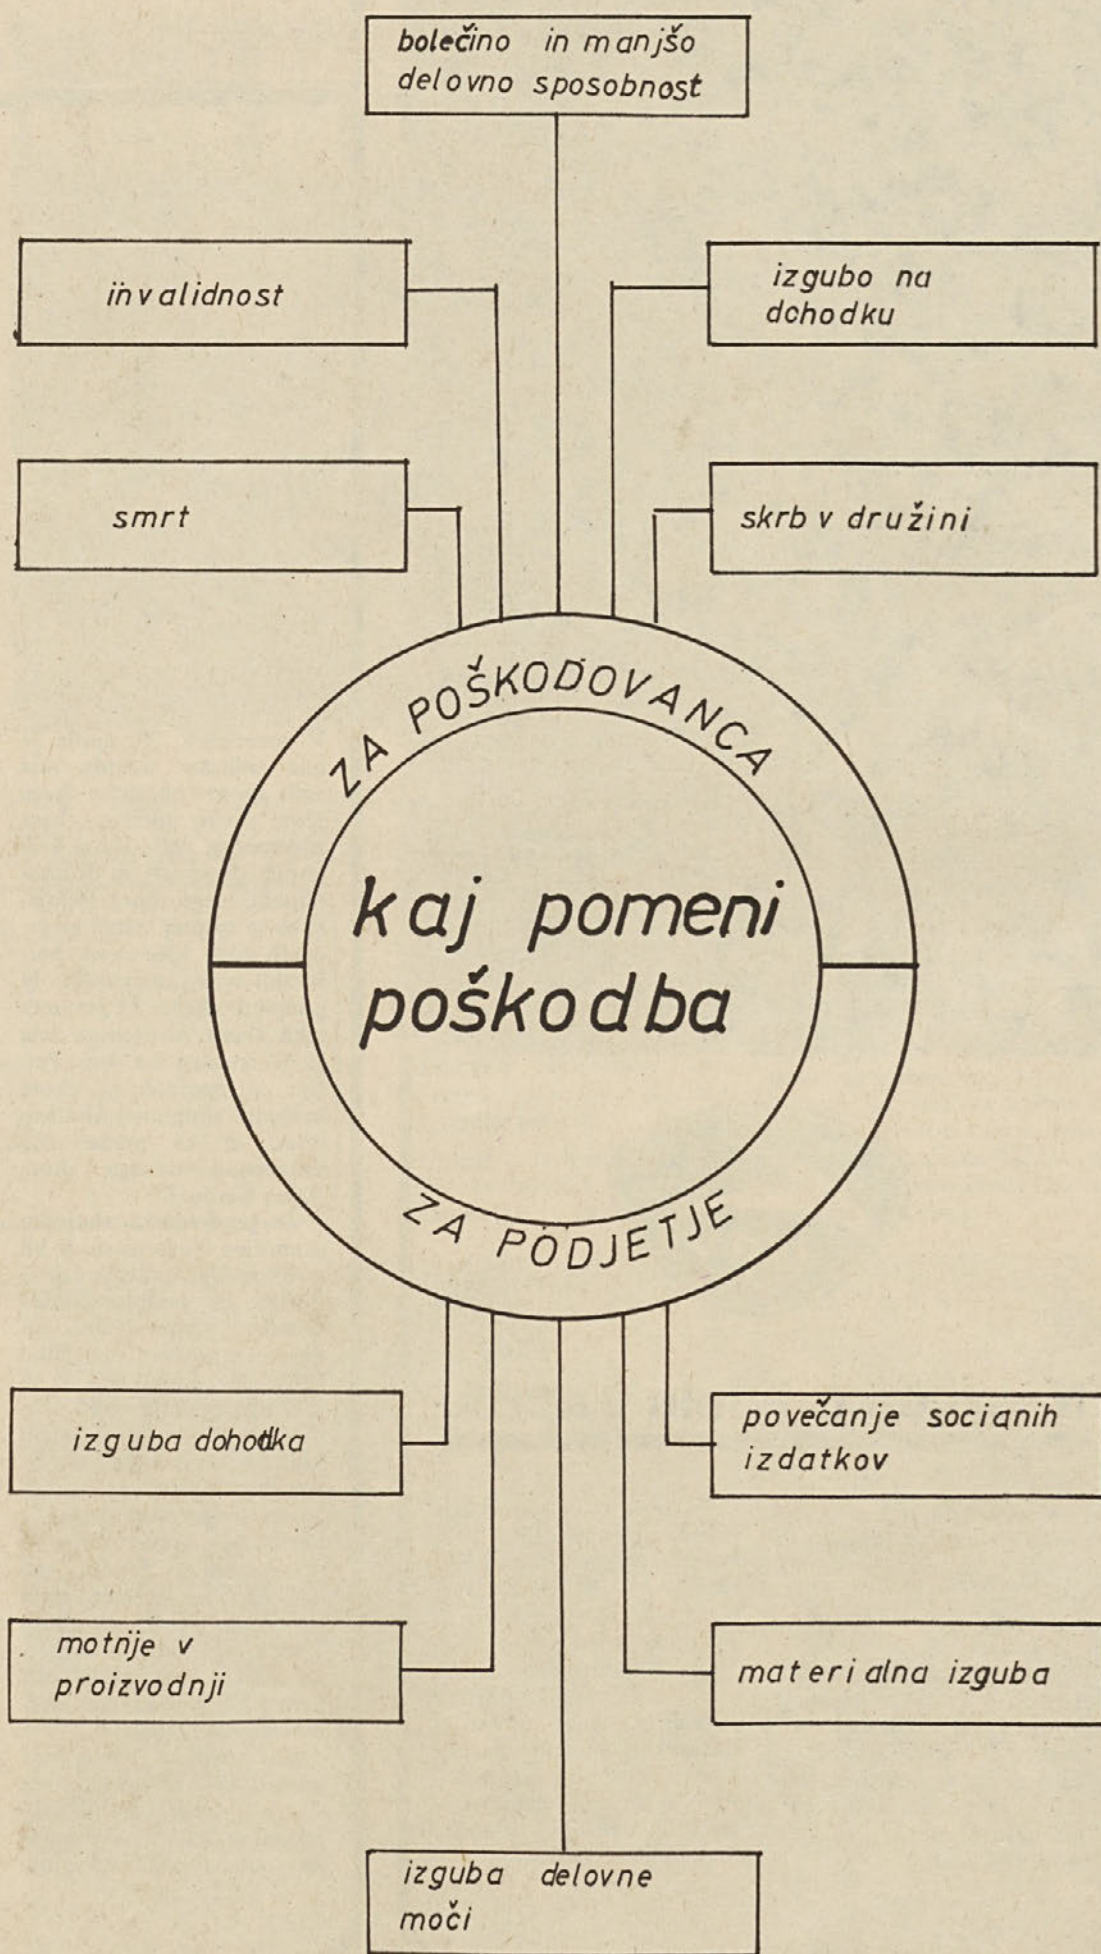 bolečino in manjšo
delovno sposobnost
invalidnost
izgubo na
dohodku
smrt
skrb v družini
ZA POŠKODOVANCA
kaj pomeni
poškodba
ZA PODJETJE
izguba dohodka
povečanje socianih
izdatkov
motnje v
proizvodnji
materialna izguba
izguba delovne
moči